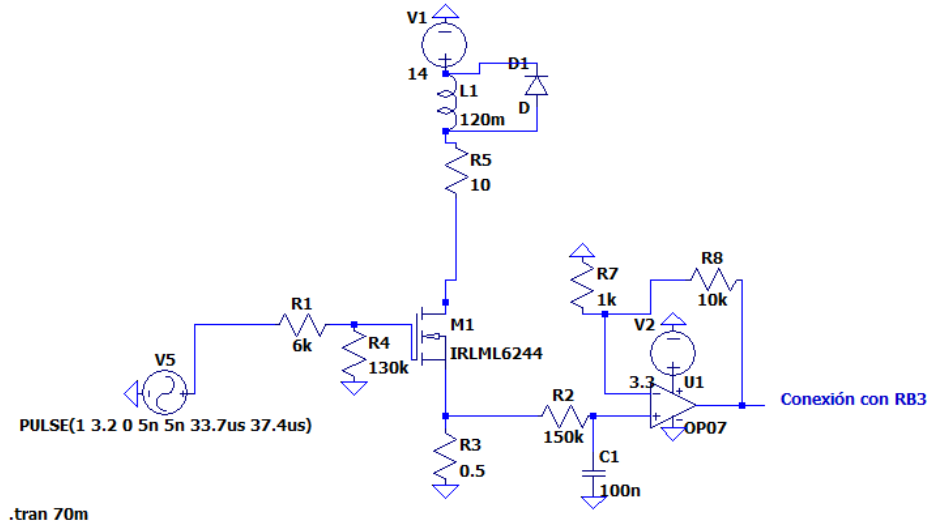 V1
14
L1
120m
D1
D
R5
10
R1
6k
R4
130k
M1
IRLML6244
V5
PULSE(1 3.2 0 5n 5n 33.7us 37.4us)
R3
0.5
R2
150k
C1
100n
R7
1k
R8
10k
V2
3.3
U1
OP07
Conexión con RB3
.tran 70m